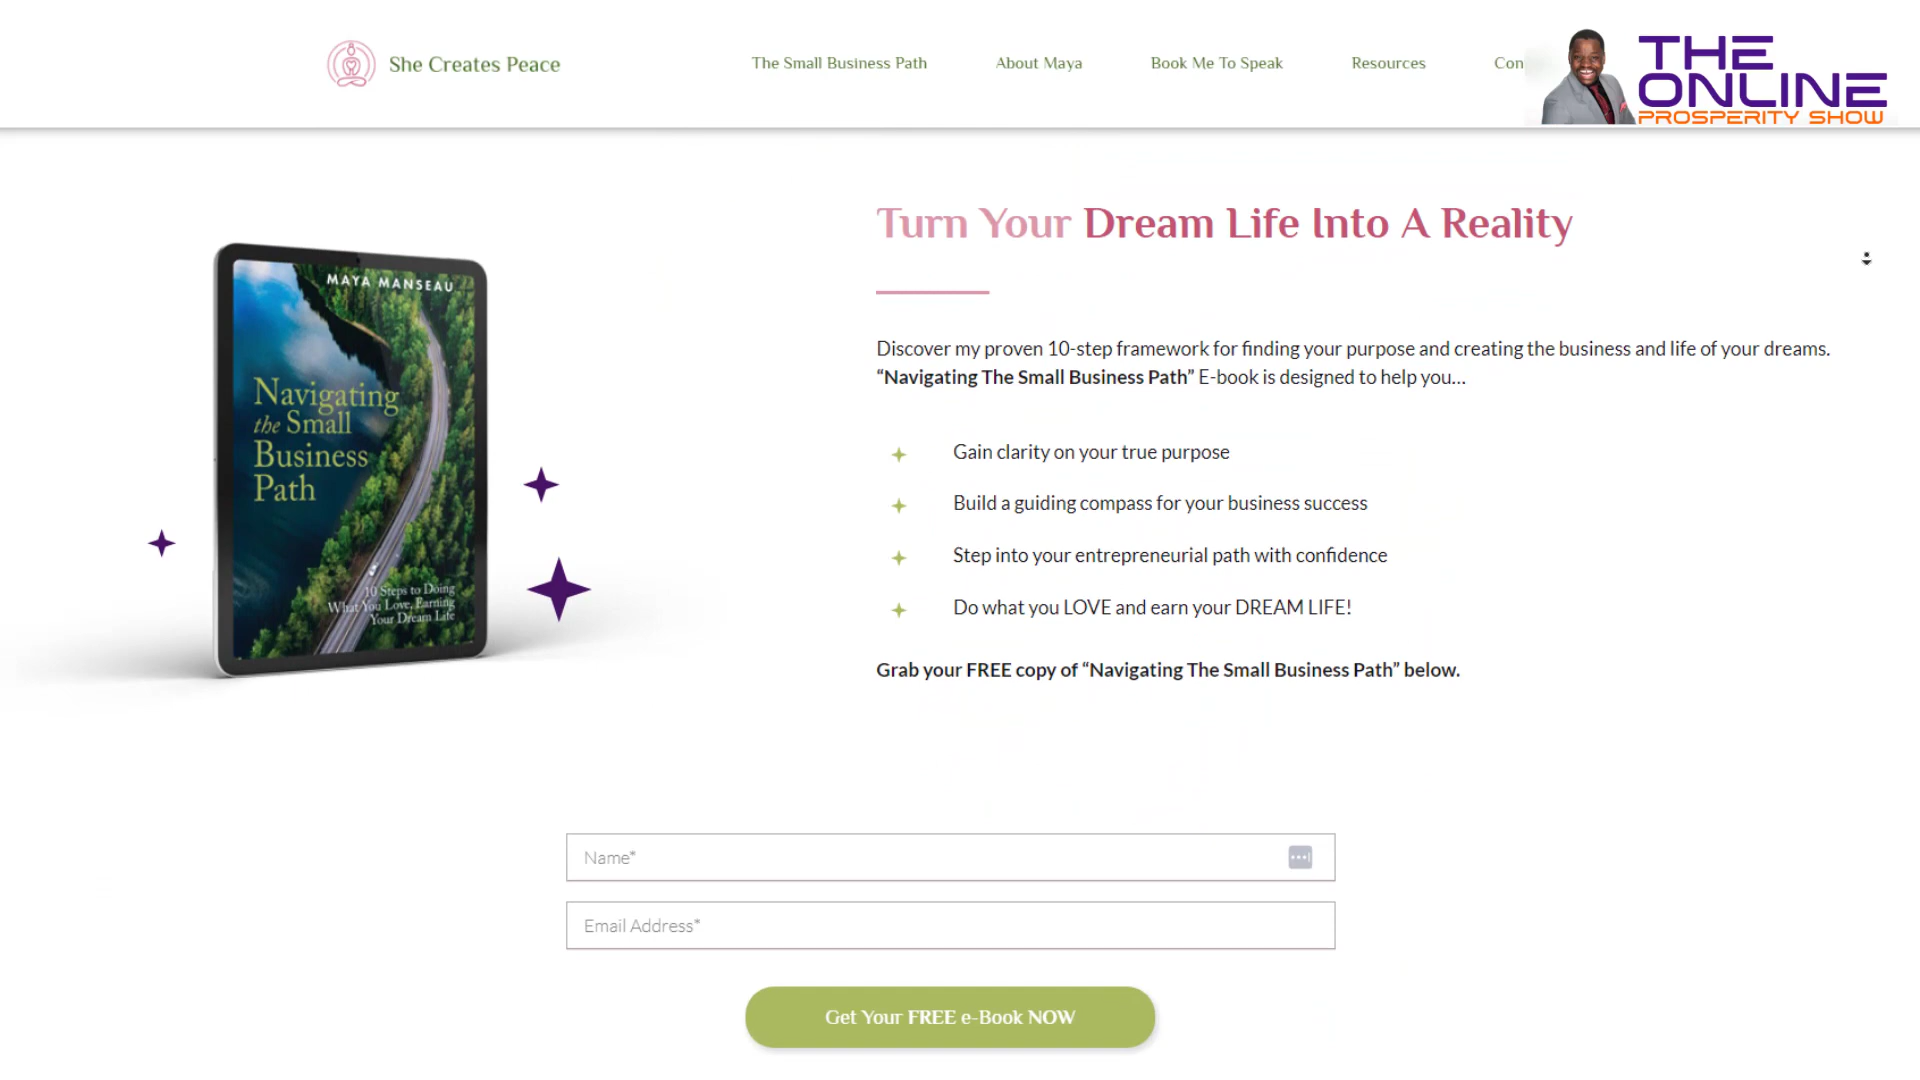 She Creates Peace
The Small Business Path
About Maya
Book Me To Speak
Resources
Con
THE
ONLINE
PROSPERITY SHOW
Turn Your Dream Life Into A Reality
MAYA MANSEAU
Navigating
the Small
Business
Path
10 Steps to Doing
What You Love, Earning
Your Dream Life
Discover my proven 10-step framework for finding your purpose and creating the business and life of your dreams.
“Navigating The Small Business Path” E-book is designed to help you...
Gain clarity on your true purpose
Build a guiding compass for your business success
Step into your entrepreneurial path with confidence
Do what you LOVE and earn your DREAM LIFE!
Grab your FREE copy of “Navigating The Small Business Path” below.
Name*
Email Address*
Get Your FREE e-Book NOW